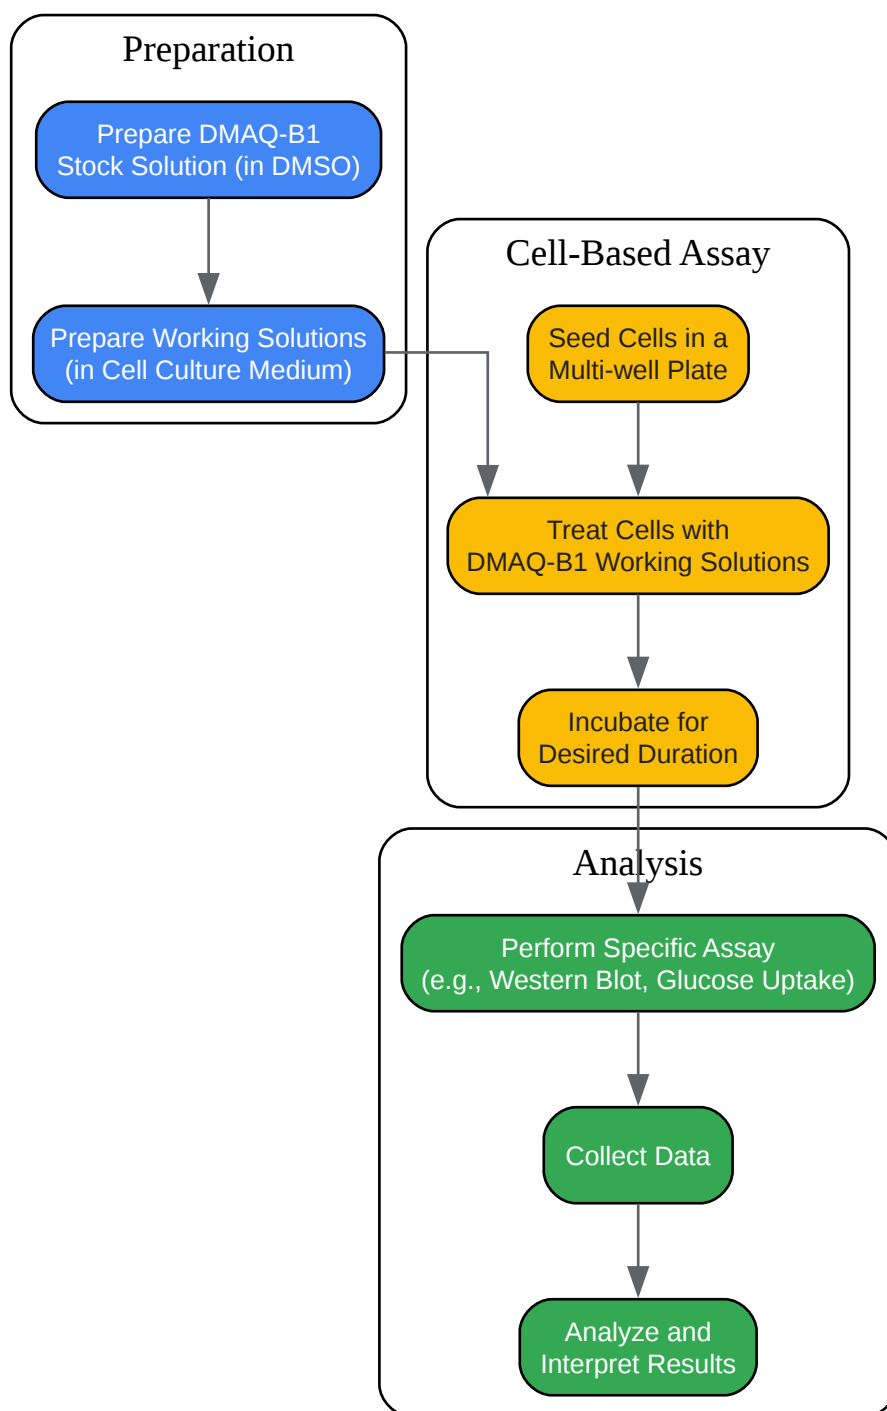 Preparation
Prepare DMAQ-B1
Stock Solution (in DMSO)
Prepare Working Solutions
(in Cell Culture Medium)
Cell-Based Assay
Seed Cells in a
Multi-well Plate
Treat Cells with
DMAQ-B1 Working Solutions
Incubate for
Desired Duration
Analysis
Perform Specific Assay
(e.g., Western Blot, Glucose Uptake)
Collect Data
Analyze and
Interpret Results